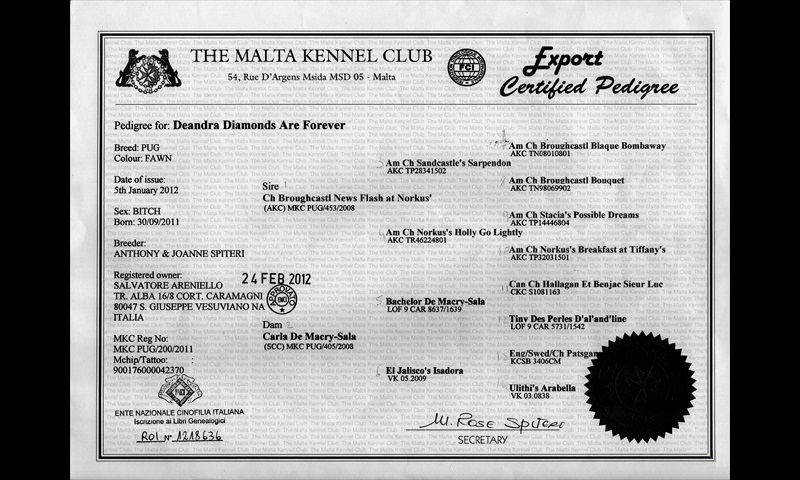 THE MALTA KENNEL CLUB
54, Rue D'Argens Msida MSD 05 - Malta
FCI
Export
Certified Pedigree
Pedigree for: Deandra Diamonds Are Forever
Breed: PUG
Colour: FAWN
Date of issue:
5th January 2012
Sex: BITCH
Born: 30/09/2011
Breeder:
ANTHONY & JOANNE SPITERI
Registered owner:
SALVATORE ARENIELLO
TR. ALBA 16/8 CORT. CARAMAGNI
80047 S. GIUSEPPE VESUVIANO NA
ITALIA
24 FEB 2012
APPROVATO
MKC Reg No:
MKC PUG/200/2011
Mchip/Tattoo:
900176000042370
ENTE NAZIONALE CINOFILIA ITALIANA
Iscrizione ai Libri Genealogici
ROI N° 1218636
Sire
Ch Broughcastl News Flash at Norkus'
(AKC) MKC PUG/453/2008
Dam
Carla De Macry-Sala
(SCC) MKC PUG/405/2008
Am Ch Sandcastle's Sarpendon
AKC TP28341502
Am Ch Norkus's Holly Go Lightly
AKC TR46224801
Bachelor De Macry-Sala
LOF 9 CAR 8637/1639
El Jalisco's Isadora
VK 05.2009
Am Ch Broughcastl Blaque Bombaway
AKC TN08010801
Am Ch Broughcastl Bouquet
AKC TN98069902
Am Ch Stacia's Possible Dreams
AKC TP14446804
Am Ch Norkus's Breakfast at Tiffany's
AKC TP32031501
Can Ch Hallagan Et Benjac Sieur Luc
CKC S1081163
Tiny Des Perles D'al'and'line
LOF 9 CAR 5731/1542
Eng/Swed/Ch Patsgan
KCSB 3406CM
Ulithi's Arabella
VK 03.0838
M. Rose Spiteri
SECRETARY